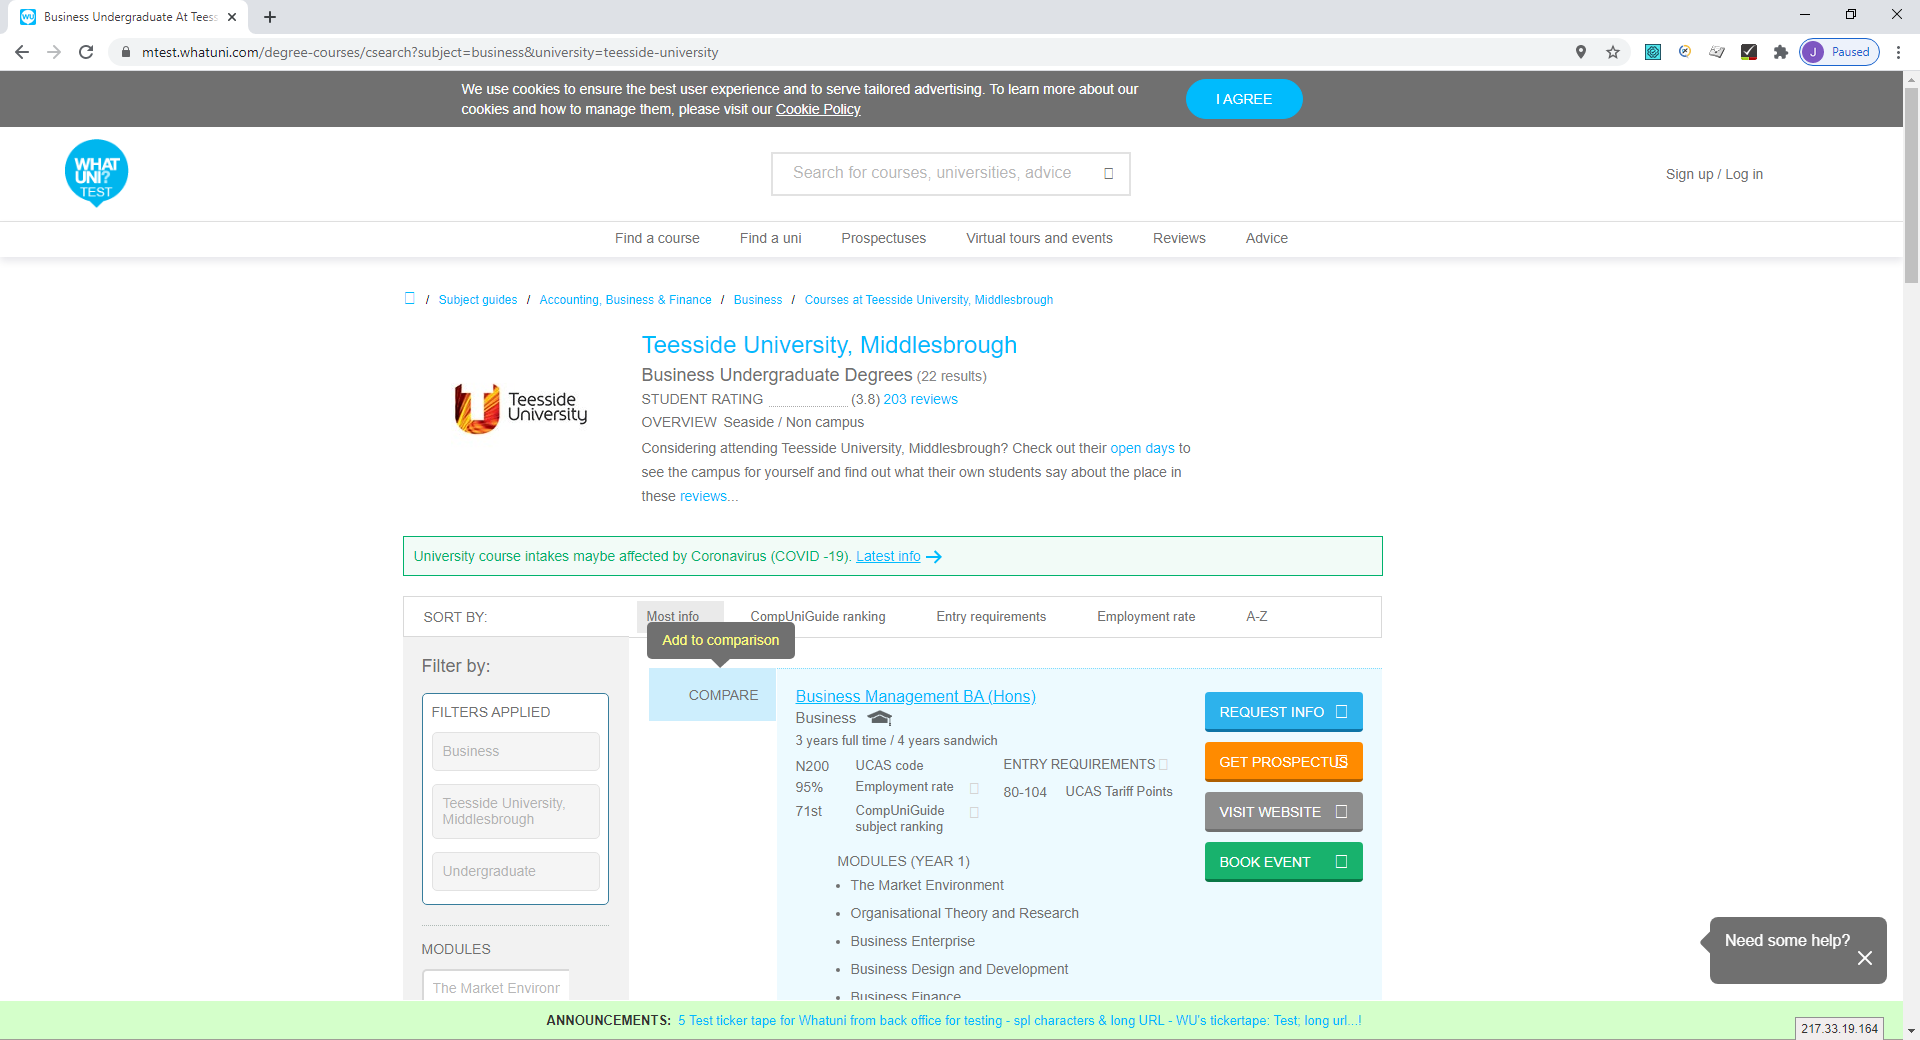 Business Undergraduate At Teess
mtest.whatuni.com/degree-courses/csearch?subject=business&university=teesside-university
J Paused
We use cookies to ensure the best user experience and to serve tailored advertising. To learn more about our
cookies and how to manage them, please visit our Cookie Policy
I AGREE
WHAT
UNI?
TEST
Search for courses, universities, advice
Sign up / Log in
Find a course Find a uni Prospectuses Virtual tours and events Reviews Advice
/ Subject guides / Accounting, Business & Finance / Business / Courses at Teesside University, Middlesbrough
Teesside
University
Teesside University, Middlesbrough
Business Undergraduate Degrees (22 results)
STUDENT RATING (3.8) 203 reviews
OVERVIEW Seaside / Non campus
Considering attending Teesside University, Middlesbrough? Check out their open days to
see the campus for yourself and find out what their own students say about the place in
these reviews...
University course intakes maybe affected by Coronavirus (COVID -19). Latest info
SORT BY: Most info CompUniGuide ranking Entry requirements Employment rate A-Z
Add to comparison
Filter by:
FILTERS APPLIED
Business
Teesside University,
Middlesbrough
Undergraduate
MODULES
The Market Environr
COMPARE
Business Management BA (Hons)
Business
3 years full time / 4 years sandwich
N200 UCAS code
95% Employment rate
71st CompUniGuide
subject ranking
ENTRY REQUIREMENTS
80-104 UCAS Tariff Points
MODULES (YEAR 1)
• The Market Environment
• Organisational Theory and Research
• Business Enterprise
• Business Design and Development
• Business Finance
REQUEST INFO
GET PROSPECTUS
VISIT WEBSITE
BOOK EVENT
Need some help?
ANNOUNCEMENTS: 5 Test ticker tape for Whatuni from back office for testing - spl characters & long URL - WU's tickertape: Test; long url...!
217.33.19.164